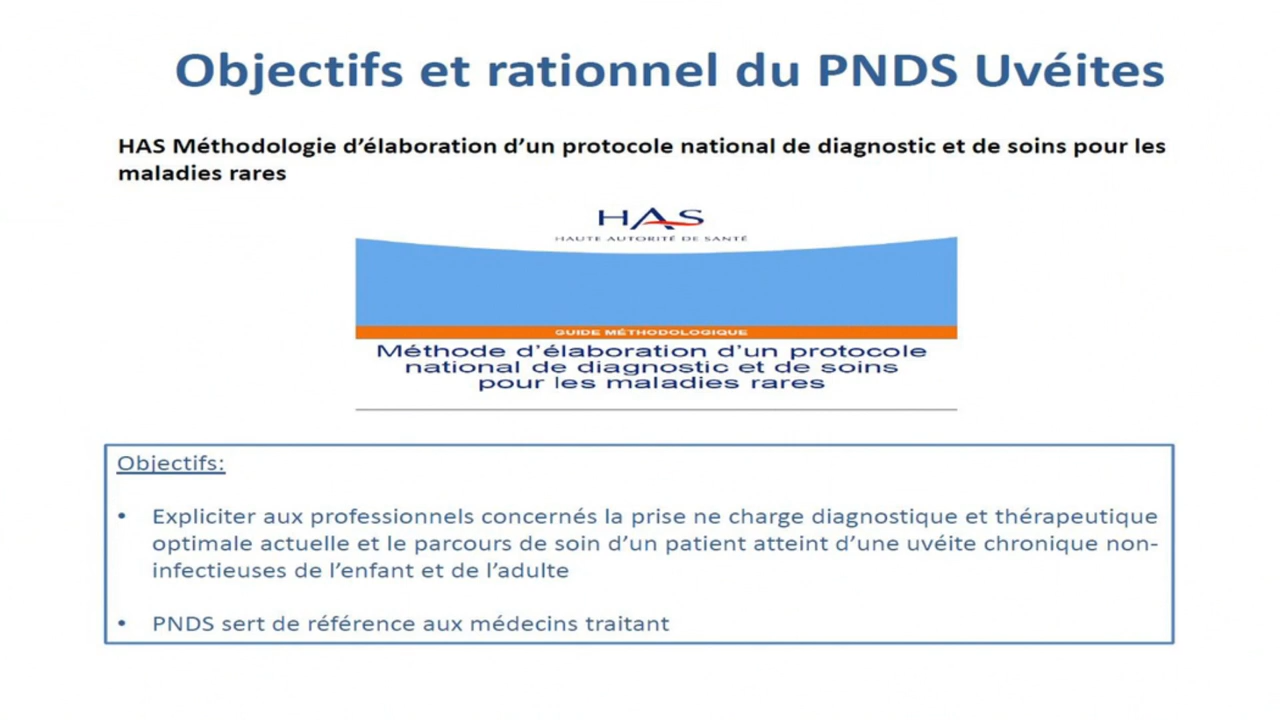 Objectifs et rationnel du PNDS Uvéites
HAS Méthodologie d’élaboration d’un protocole national de diagnostic et de soins pour les
maladies rares
HAS
HAUTE AUTORITÉ DE SANTÉ
GUIDE MÉTHODOLOGIQUE
Méthode d’élaboration d’un protocole
national de diagnostic et de soins
pour les maladies rares
Objectifs:
• Expliciter aux professionnels concernés la prise ne charge diagnostique et thérapeutique
optimale actuelle et le parcours de soin d’un patient atteint d’une uvéite chronique non-
infectieuses de l’enfant et de l’adulte
• PNDS sert de référence aux médecins traitant